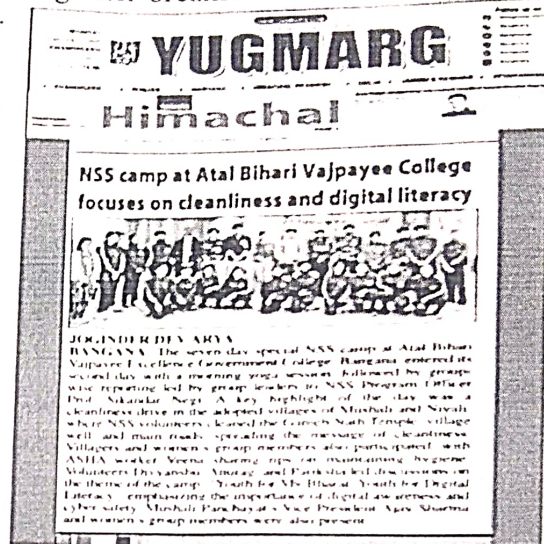 YUGMARG
Himachal
NSS camp at Atal Bihari Vajpayee College
focuses on cleanliness and digital literacy
JOGINDER DEV ARYA
BANGANA: The seven day special NSS camp at Atal Bihari
Vajpayee Excellence Government College, Bangana entered its
second day with a morning yoga session, followed by group-
wise reporting led by group leaders to NSS Program Officer
Prof. Sikandar Negi. A key highlight of the day was a
cleanliness drive in the adopted villages of Mushali and
where NSS volunteers cleaned the Nath Temple, village
well, and main roads, spreading the message of cleanliness.
Villagers and women's group members also participated, with
ASHA worker Veena sharing tips on maintaining hygiene.
Volunteers Divyanshu, Anurag, and led discussions on
the theme of the camp, "Youth for My Bharat, Youth for Digital
Literacy," emphasizing the importance of digital awareness and
cyber safety. Mushali Panchayat's Vice President Ajay Sharma
and women's group members were also present.